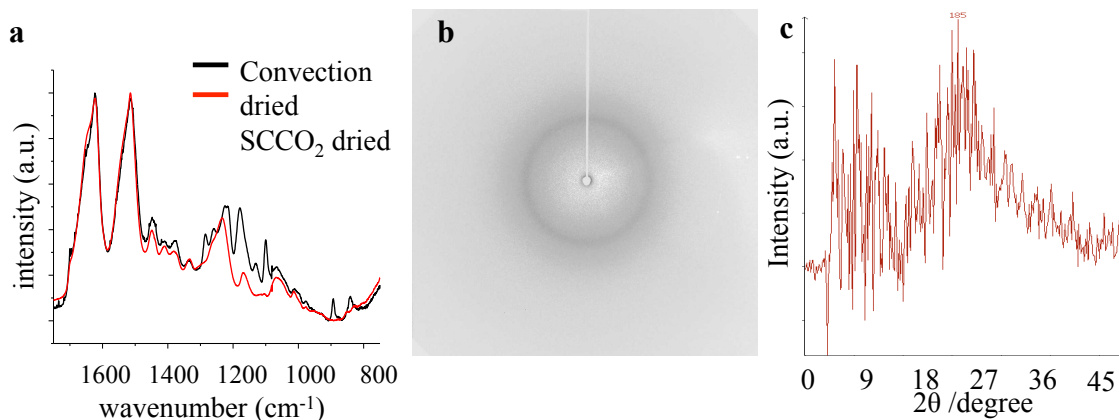 a
Convection
dried
SCCO₂ dried
intensity (a.u.)
1600 1400 1200 1000 800
wavenumber (cm⁻¹)
b
c
185
Intensity (a.u.)
0 9 18 27 36 45
2θ /degree